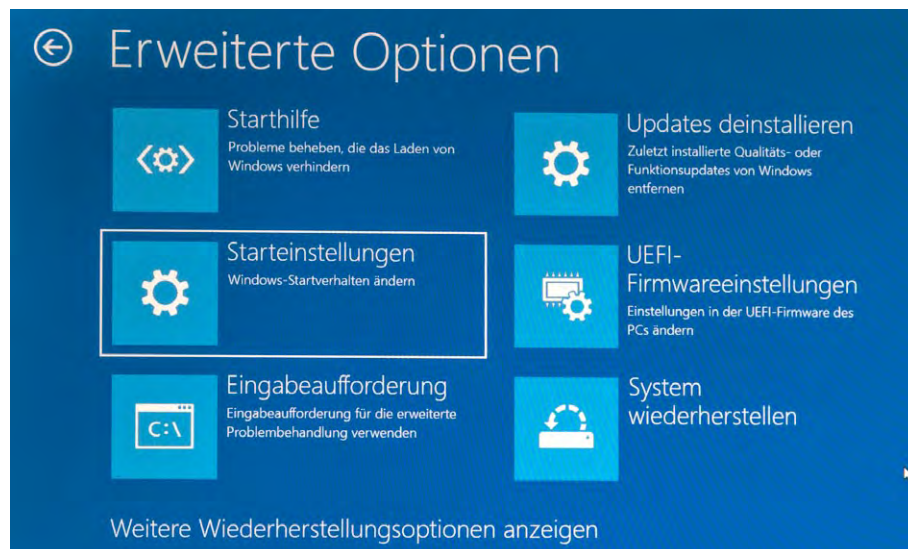 Erweiterte Optionen
Starthilfe
Probleme beheben, die das Laden von
Windows verhindern
Starteinstellungen
Windows-Startverhalten ändern
Eingabeaufforderung
Eingabeaufforderung für die erweiterte
Problembehandlung verwenden
C:\
Updates deinstallieren
Zuletzt installierte Qualitäts- oder
Funktionsupdates von Windows
entfernen
UEFI-
Firmwareeinstellungen
Einstellungen in der UEFI-Firmware des
PCs ändern
System
wiederherstellen
Weitere Wiederherstellungsoptionen anzeigen